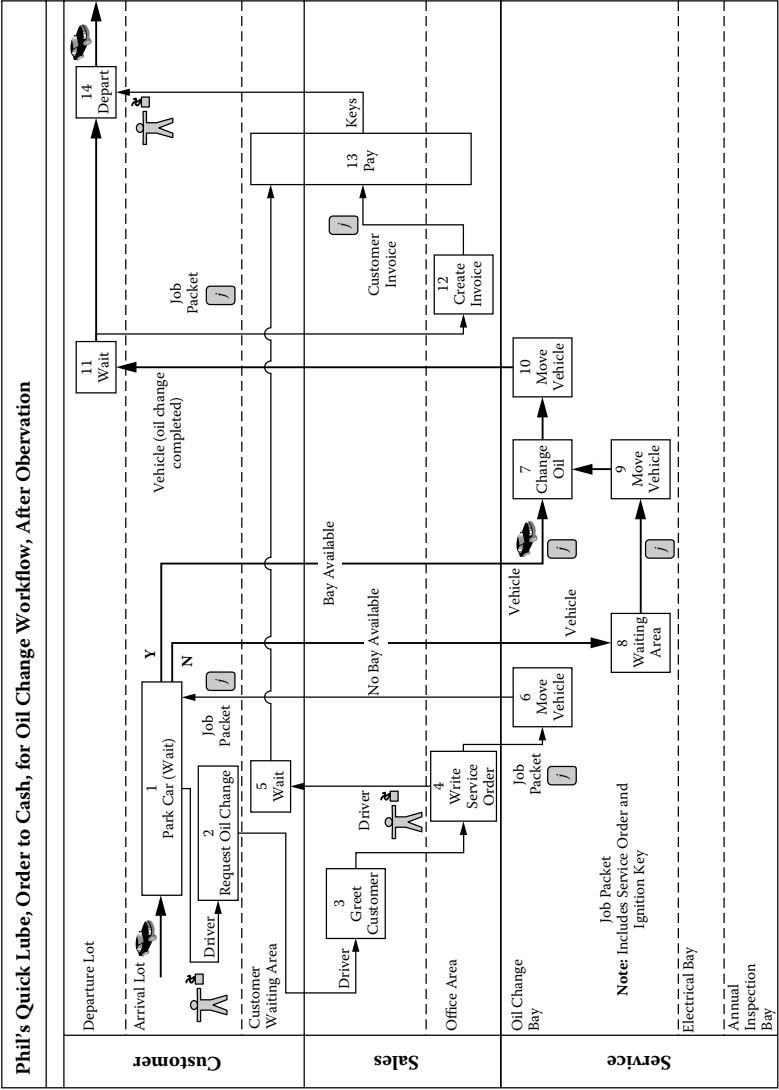 Phil's Quick Lube, Order to Cash, for Oil Change Workflow, After Obervation
Customer
Departure Lot
11
Wait
14
Depart
Arrival Lot
1
Park Car (Wait)
Y
N
Vehicle (oil change
completed)
Driver
2
Request Oil Change
Job
Packet
j
Job
Packet
j
Customer
Waiting Area
5
Wait
Sales
Driver
3
Greet
Customer
Driver
No Bay Available
Bay Available
Customer
Invoice
j
13
Pay
Keys
Office Area
4
Write
Service
Order
12
Create
Invoice
Service
Oil Change
Bay
Job
Packet
j
6
Move
Vehicle
Vehicle
j
7
Change
Oil
10
Move
Vehicle
Vehicle
8
Waiting
Area
j
9
Move
Vehicle
Job Packet
Note: Includes Service Order and
Ignition Key
Electrical Bay
Annual
Inspection
Bay